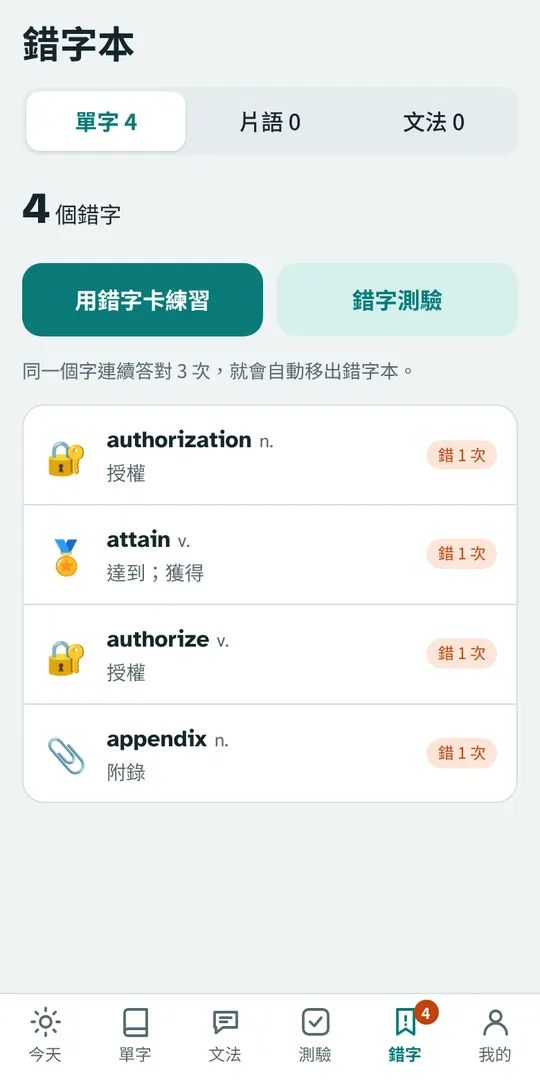 錯字本
單字 4
片語 0
文法 0
4 個錯字
用錯字卡練習
錯字測驗
同一個字連續答對 3 次，就會自動移出錯字本。
authorization n.
授權
錯 1 次
attain v.
達到；獲得
錯 1 次
authorize v.
授權
錯 1 次
appendix n.
附錄
錯 1 次
4
今天
單字
文法
測驗
錯字
我的